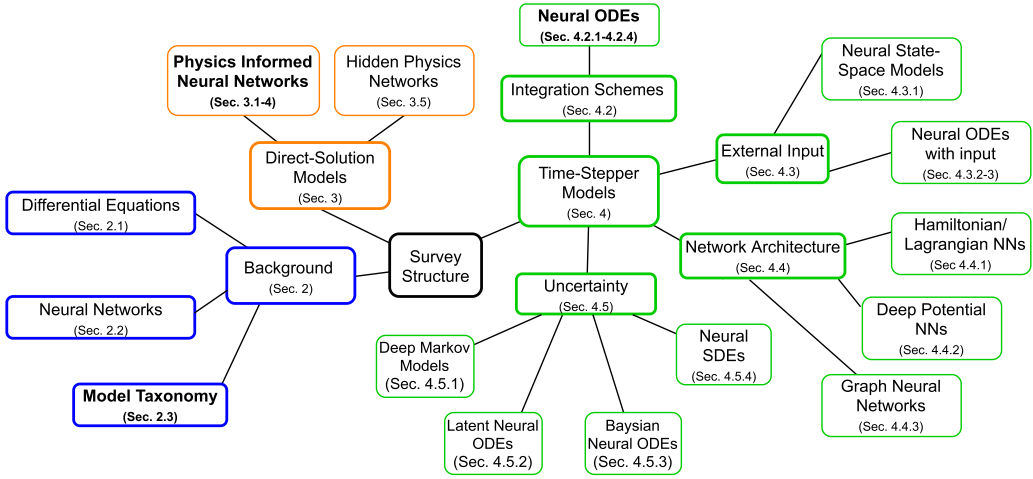 Neural ODEs
(Sec. 4.2.1-4.2.4)
Physics Informed
Neural Networks
(Sec. 3.1-4)
Hidden Physics
Networks
(Sec. 3.5)
Integration Schemes
(Sec. 4.2)
Neural State-
Space Models
(Sec. 4.3.1)
Direct-Solution
Models
(Sec. 3)
Time-Stepper
Models
(Sec. 4)
External Input
(Sec. 4.3)
Neural ODEs
with input
(Sec. 4.3.2-3)
Differential Equations
(Sec. 2.1)
Background
(Sec. 2)
Survey
Structure
Network Architecture
(Sec. 4.4)
Hamiltonian/
Lagrangian NNs
(Sec 4.4.1)
Neural Networks
(Sec. 2.2)
Uncertainty
(Sec. 4.5)
Deep Potential
NNs
(Sec. 4.4.2)
Deep Markov
Models
(Sec. 4.5.1)
Neural
SDEs
(Sec. 4.5.4)
Model Taxonomy
(Sec. 2.3)
Graph Neural
Networks
(Sec. 4.4.3)
Latent Neural
ODEs
(Sec. 4.5.2)
Baysian
Neural ODEs
(Sec. 4.5.3)